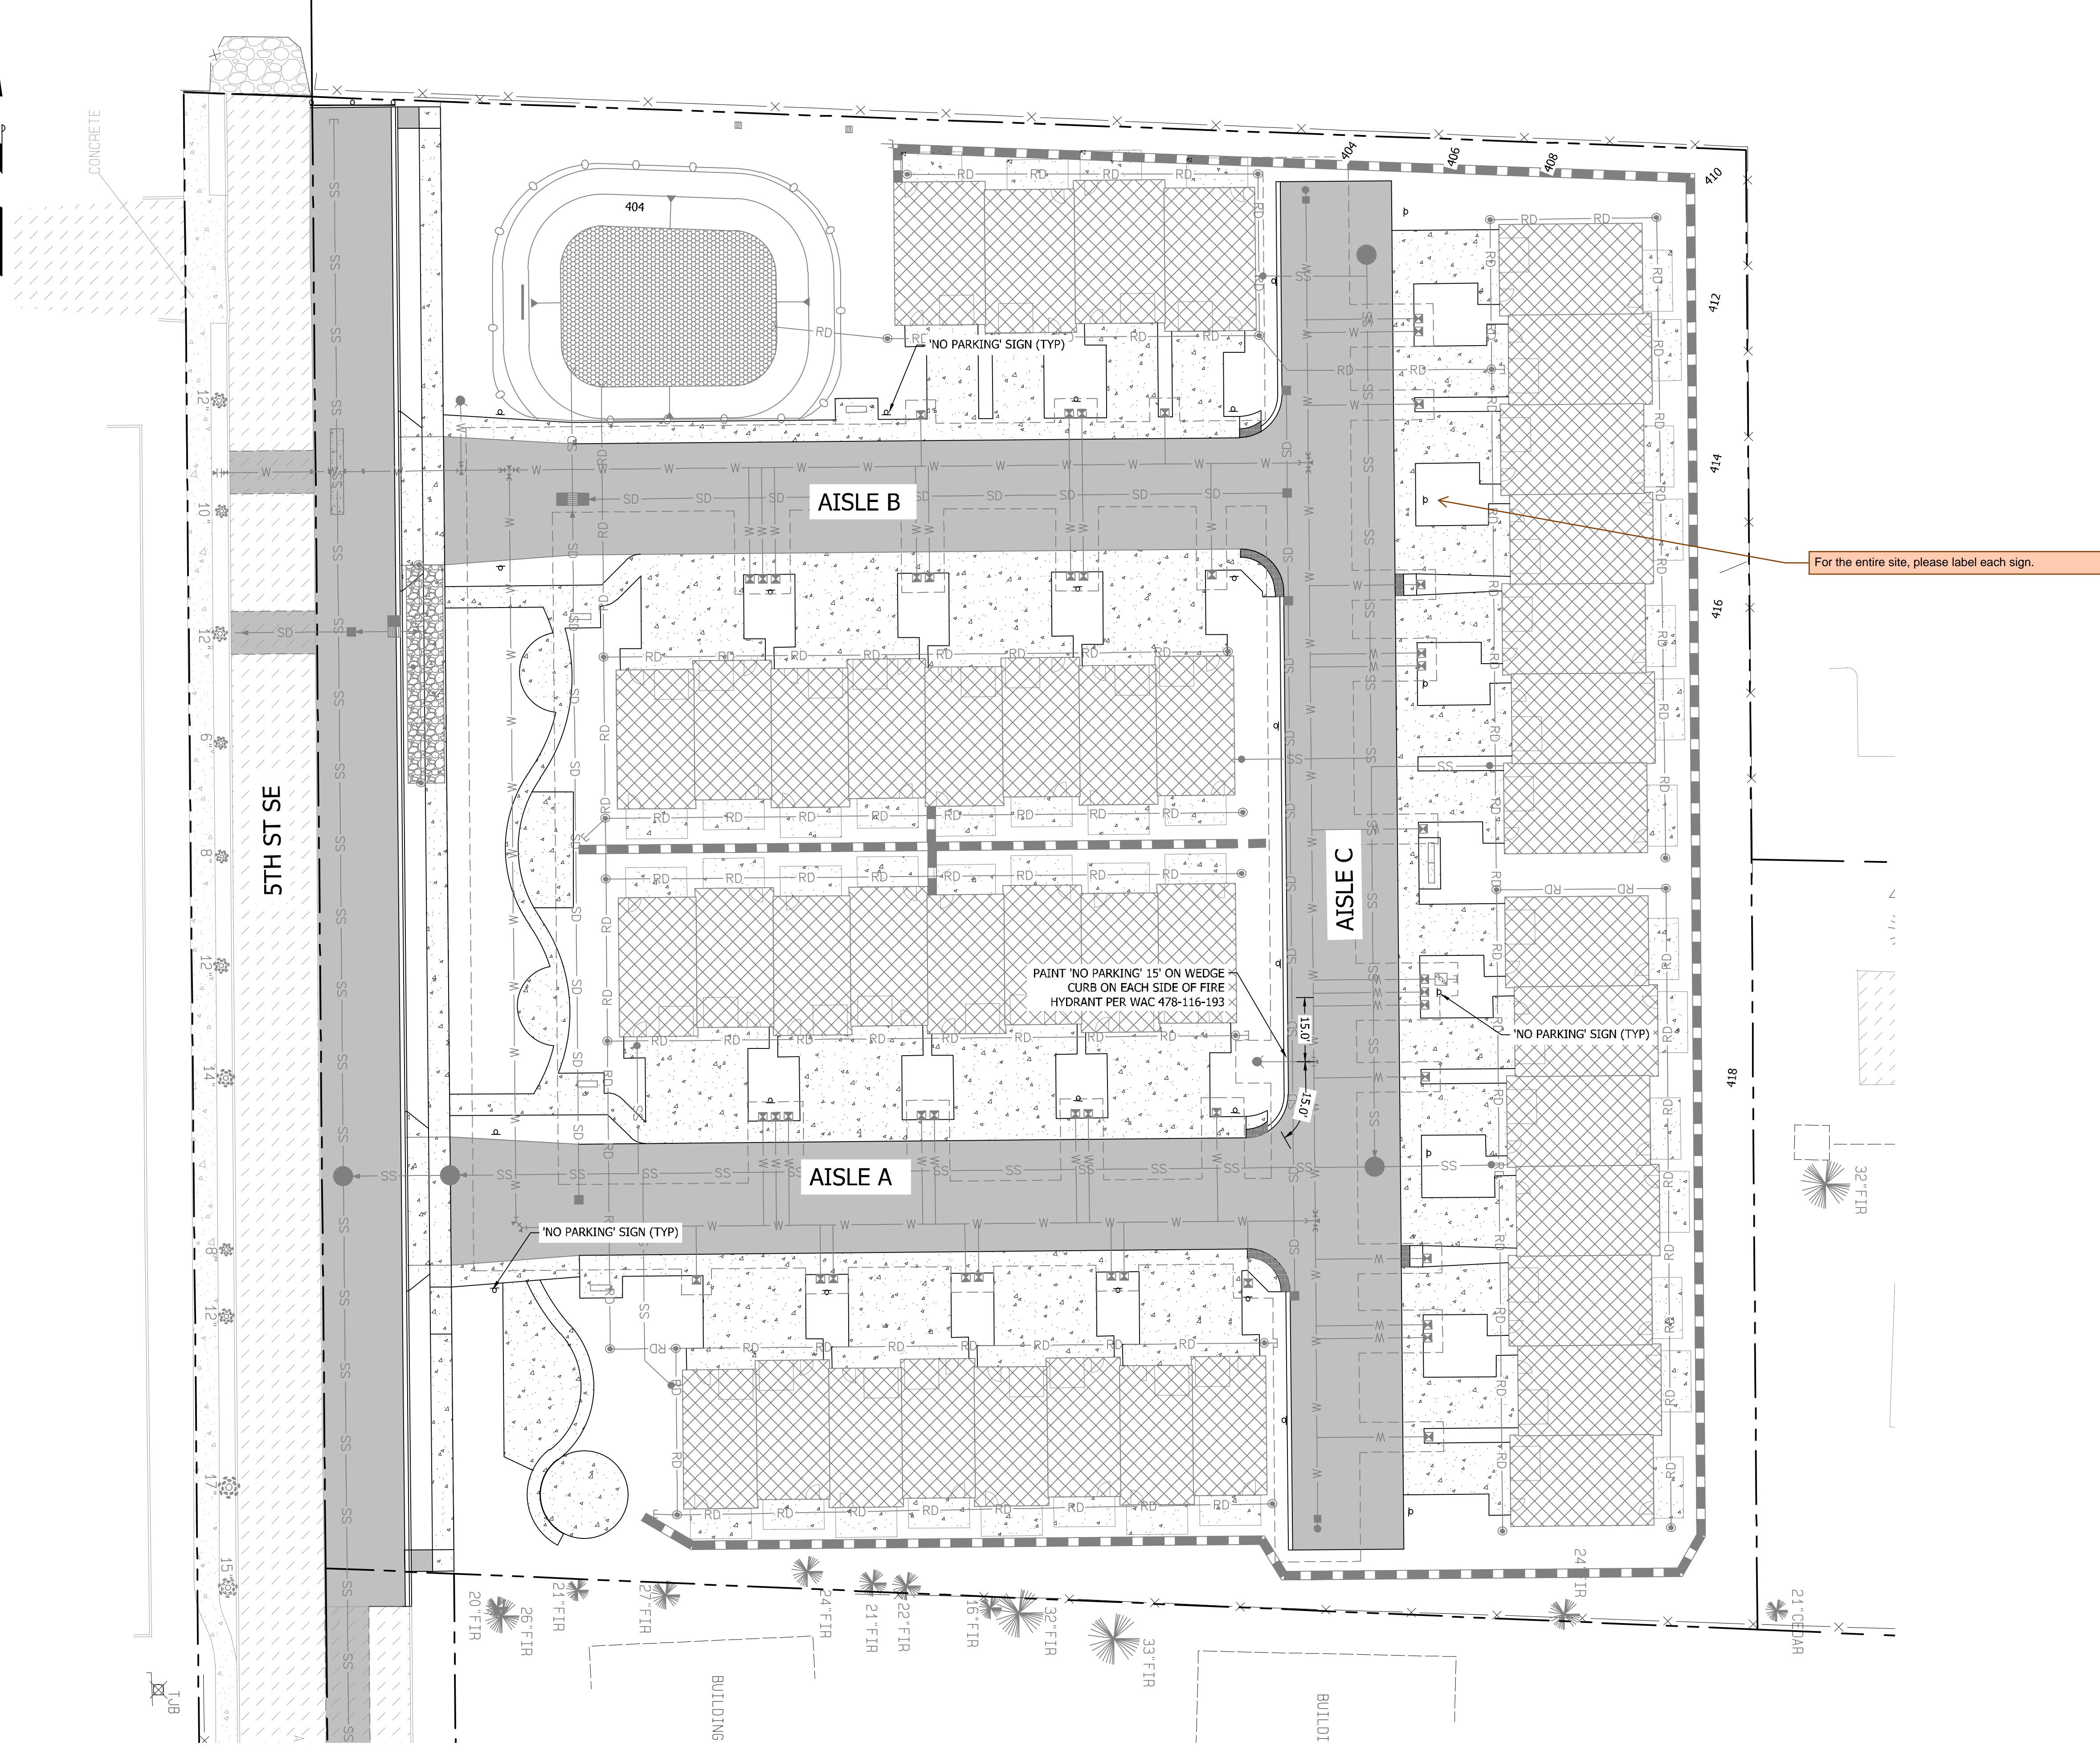 CONCRETE
404
406
408
410
404
412
'NO PARKING' SIGN (TYP)
12"
414
AISLE B
10"
For the entire site, please label each sign.
416
12"
6"
5TH ST SE
8"
AISLE C
12"
PAINT 'NO PARKING' 15' ON WEDGE
CURB ON EACH SIDE OF FIRE
HYDRANT PER WAC 478-116-193
15.0'
'NO PARKING' SIGN (TYP)
14"
418
15.0'
AISLE A
32"FIR
'NO PARKING' SIGN (TYP)
8"
12"
17"
15"
20"FIR
26"FIR
21"FIR
27"FIR
24"FIR
21"FIR
22"FIR
16"FIR
32"FIR
33"FIR
24"FIR
21"CEDAR
TJB
BUILDING
BUILDI
SS
SD
RD
W